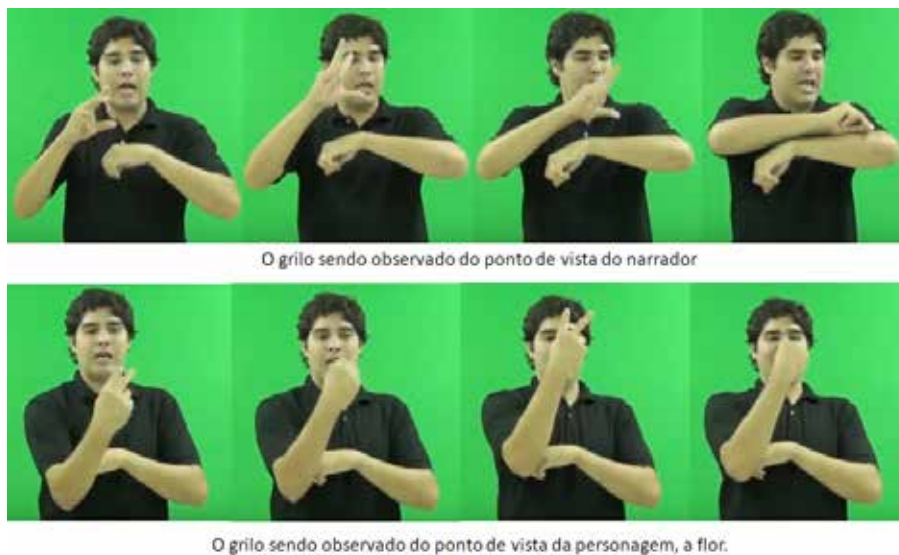 O grilo sendo observado do ponto de vista do narrador
O grilo sendo observado do ponto de vista da personagem, a flor.